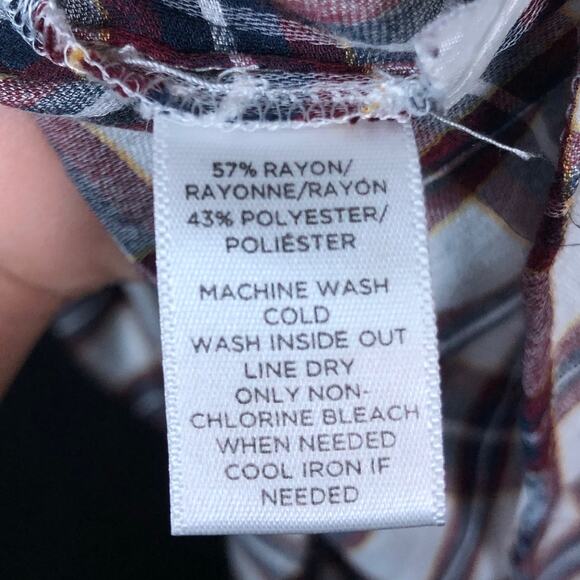 57% RAYON/
RAYONNE/RAYÓN
43% POLYESTER/
POLIÉSTER
MACHINE WASH
COLD
WASH INSIDE OUT
LINE DRY
ONLY NON-
CHLORINE BLEACH
WHEN NEEDED
COOL IRON IF
NEEDED